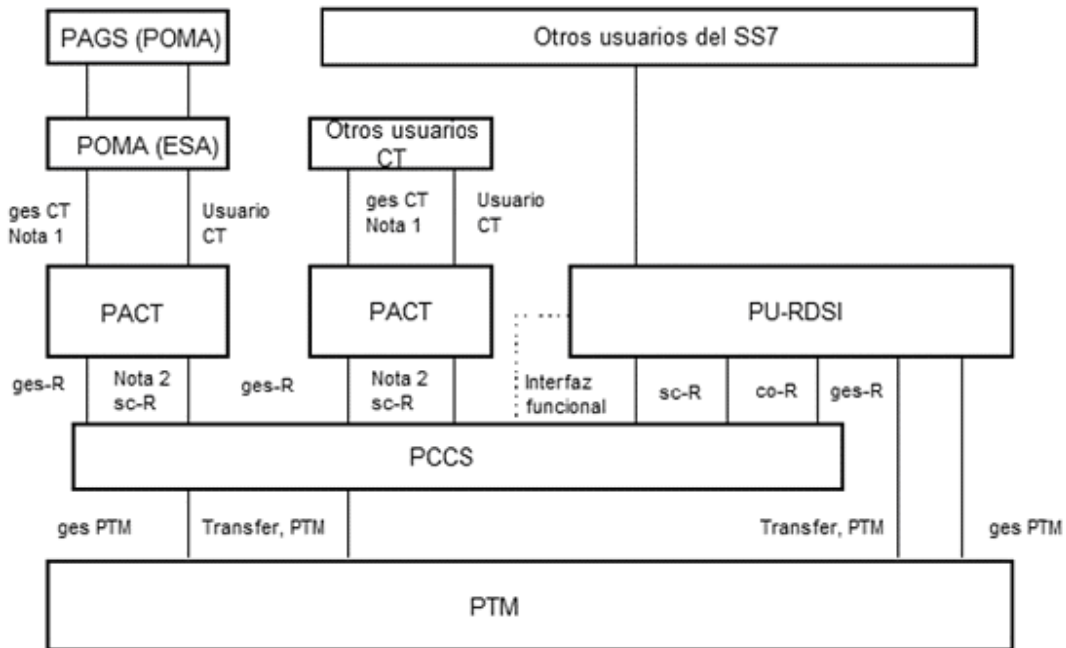 PAGS (POMA)
Otros usuarios del SS7
POMA (ESA)
Otros usuarios
CT
ges CT
Nota 1
Usuario
CT
ges CT
Nota 1
Usuario
CT
PACT
PACT
PU-RDSI
ges-R
Nota 2
sc-R
ges-R
Nota 2
sc-R
Interfaz
funcional
sc-R
co-R
ges-R
PCCS
ges PTM
Transfer, PTM
Transfer, PTM
ges PTM
PTM